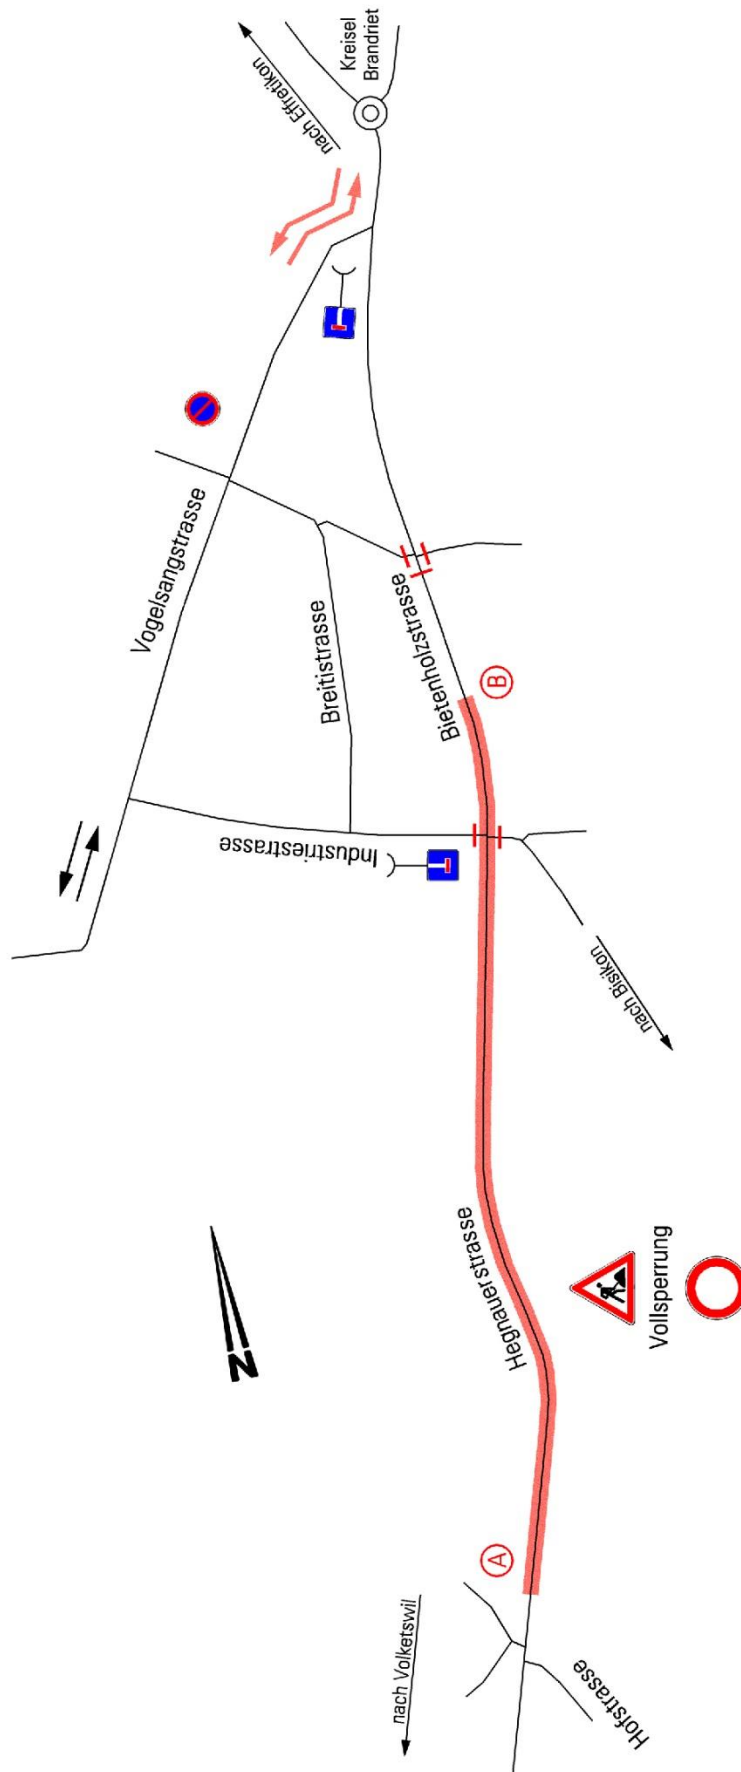 nach Effretikon
Kreisel
Brandriet
Vogelsangstrasse
Breitistrasse
Bietenholzstrasse
B
Industriestrasse
nach Bisikon
Hegnauerstrasse
Vollsperrung
N
A
nach Volketswil
Hofstrasse